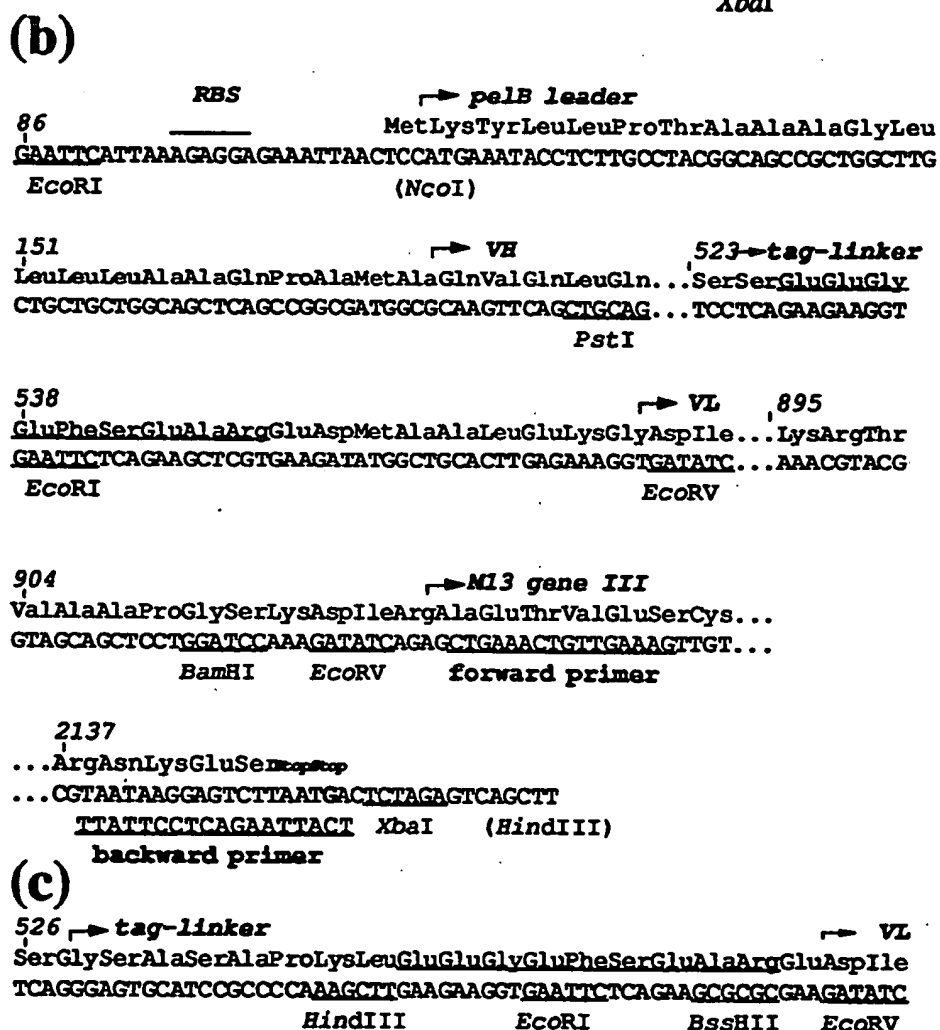 XbaI
(b)
RBS pelB leader
86 MetLysTyrLeuLeuProThrAlaAlaAlaGlyLeu
GAATTCATTAAAGAGGAGAAATTAACTCCATGAAATACCTCTTGCCTACGGCAGCCGCTGGCTTG
EcoRI (NcoI)
151 VH 523 tag-linker
LeuLeuLeuAlaAlaGlnProAlaMetAlaGlnValGlnLeuGln...SerSerGluGluGly
CTGCTGCTGGCAGCTCAGCCGGCGATGGCGCAAGTTCAGCTGCAG...TCCTCAGAAGAAGGT
PstI
538 VL 895
GluPheSerGluAlaArgGluAspMetAlaAlaLeuGluLysGlyAspIle...LysArgThr
GAATTCTCAGAAGCTCGTGAAGATATGGCTGCACTTGAGAAAGGTGATATC...AAACGTACG
EcoRI EcoRV
904 M13 gene III
ValAlaAlaProGlySerLysAspIleArgAlaGluThrValGluSerCys...
GTAGCAGCTCCTGGATCCAAAGATATCAGAGCTGAAACTGTTGAAAGTTGT...
BamHI EcoRV forward primer
2137
...ArgAsnLysGluSerStopStop
...CGTAATAAGGAGTCTTAATGACTCTAGAGTCAGCTT
TTATTCCTCAGAATTACT XbaI (HindIII)
backward primer
(c)
526 tag-linker VL
SerGlySerAlaSerAlaProLysLeuGluGluGlyGluPheSerGluAlaArgGluAspIle
TCAGGGAGTGCATCCGCCCCAAAGCTTGAAGAAGGTGAATTCTCAGAAGCGCGCGAAGATATC
HindIII EcoRI BssHII EcoRV